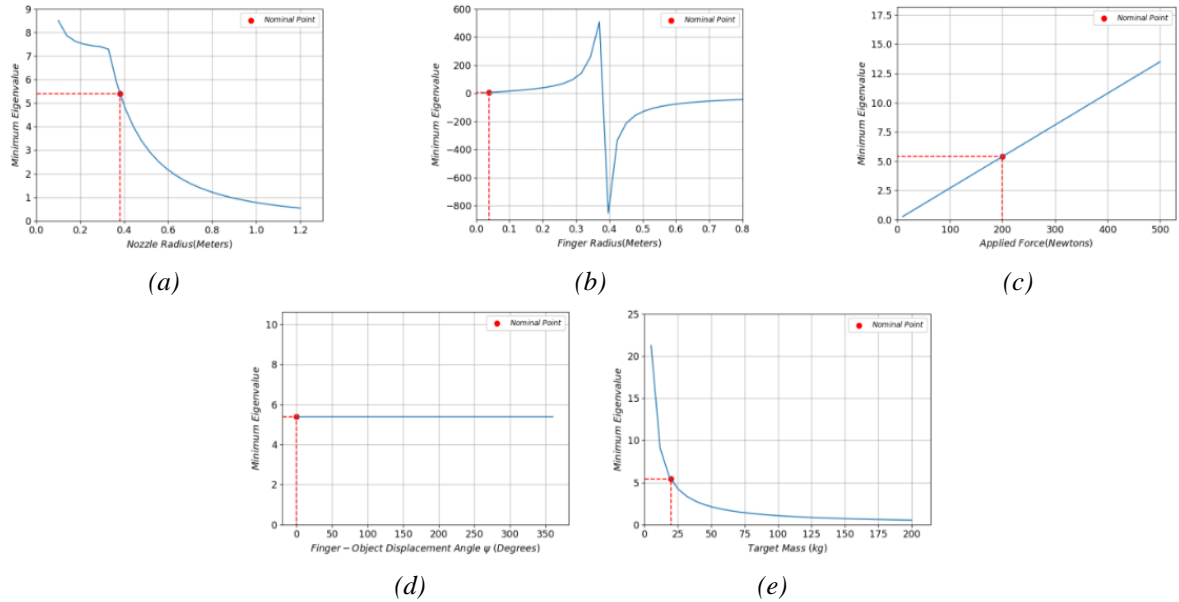 9
8
7
6
5
4
3
2
1
0
Minimum Eigenvalue
Nominal Point
0.0 0.2 0.4 0.6 0.8 1.0 1.2
Nozzle Radius(Meters)
(a)
600
400
200
0
−200
−400
−600
−800
Minimum Eigenvalue
Nominal Point
0.0 0.1 0.2 0.3 0.4 0.5 0.6 0.7 0.8
Finger Radius(Meters)
(b)
17.5
15.0
12.5
10.0
7.5
5.0
2.5
0.0
Minimum Eigenvalue
Nominal Point
0 100 200 300 400 500
Applied Force(Newtons)
(c)
10
8
6
4
2
0
Minimum Eigenvalue
Nominal Point
0 50 100 150 200 250 300 350
Finger − Object Displacement Angle ψ (Degrees)
(d)
25
20
15
10
5
0
Minimum Eigenvalue
Nominal Point
0 25 50 75 100 125 150 175 200
Target Mass (kg)
(e)